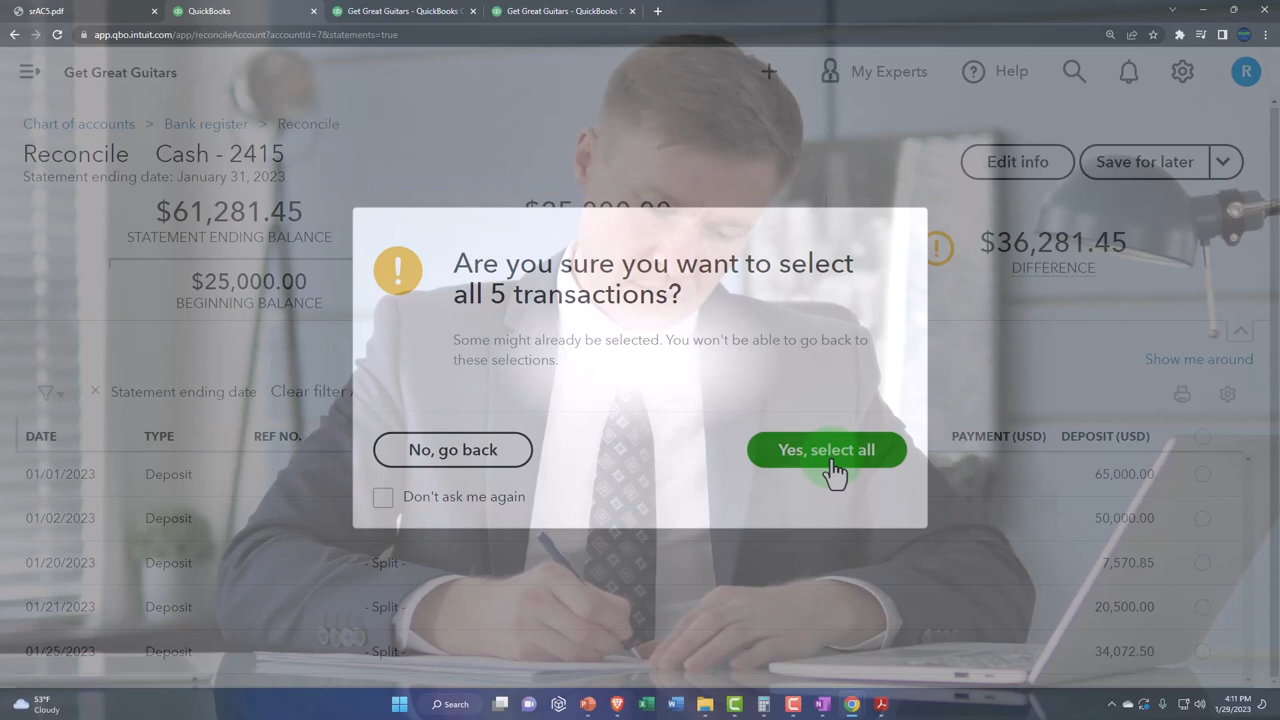 srAC5.pdf
QuickBooks
Get Great Guitars - QuickBooks C
Get Great Guitars - QuickBooks C
app.qbo.intuit.com/app/reconcileAccount?accountId=7&statements=true
Get Great Guitars
My Experts
Help
R
Chart of accounts > Bank register > Reconcile
Reconcile Cash - 2415
Edit info
Save for later
Statement ending date: January 31, 2023
$61,281.45
STATEMENT ENDING BALANCE
$25,000.00
$36,281.45
DIFFERENCE
$25,000.00
BEGINNING BALANCE
Are you sure you want to select
all 5 transactions?
Some might already be selected. You won't be able to go back to
these selections.
No, go back
Yes, select all
Don't ask me again
Show me around
Statement ending date
Clear filter
DATE TYPE REF NO. PAYMENT (USD) DEPOSIT (USD)
01/01/2023 Deposit 65,000.00
01/02/2023 Deposit 50,000.00
01/20/2023 Deposit - Split - 7,570.85
01/21/2023 Deposit - Split - 20,500.00
01/25/2023 Deposit - Split - 34,072.50
53°F
Cloudy
Search
4:11 PM
1/29/2023